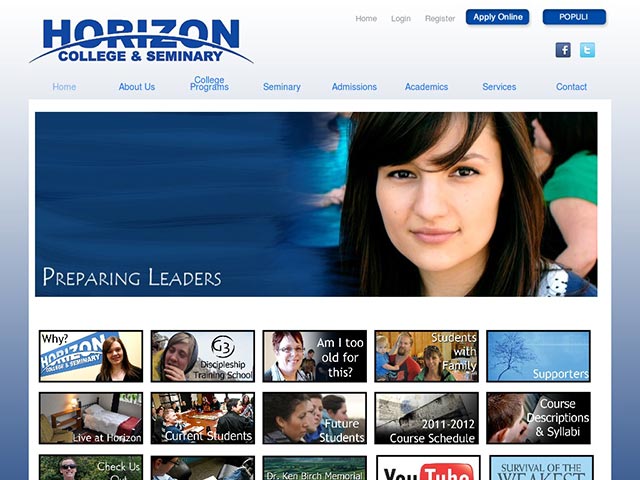 Home Login Register Apply Online POPULI
HORIZON
COLLEGE & SEMINARY
Home About Us College Programs Seminary Admissions Academics Services Contact
PREPARING LEADERS
Why?
HORIZON
COLLEGE & SEMINARY
G3
Discipleship
Training School
Am I too
old for
this?
Students
with
Family
Supporters
Live at Horizon
Current Students
Future
Students
2011-2012
Course Schedule
Course
Descriptions
& Syllabi
Check Us
Out
Dr. Ken Birch Memorial
YouTube
SURVIVAL OF THE
WEAKEST